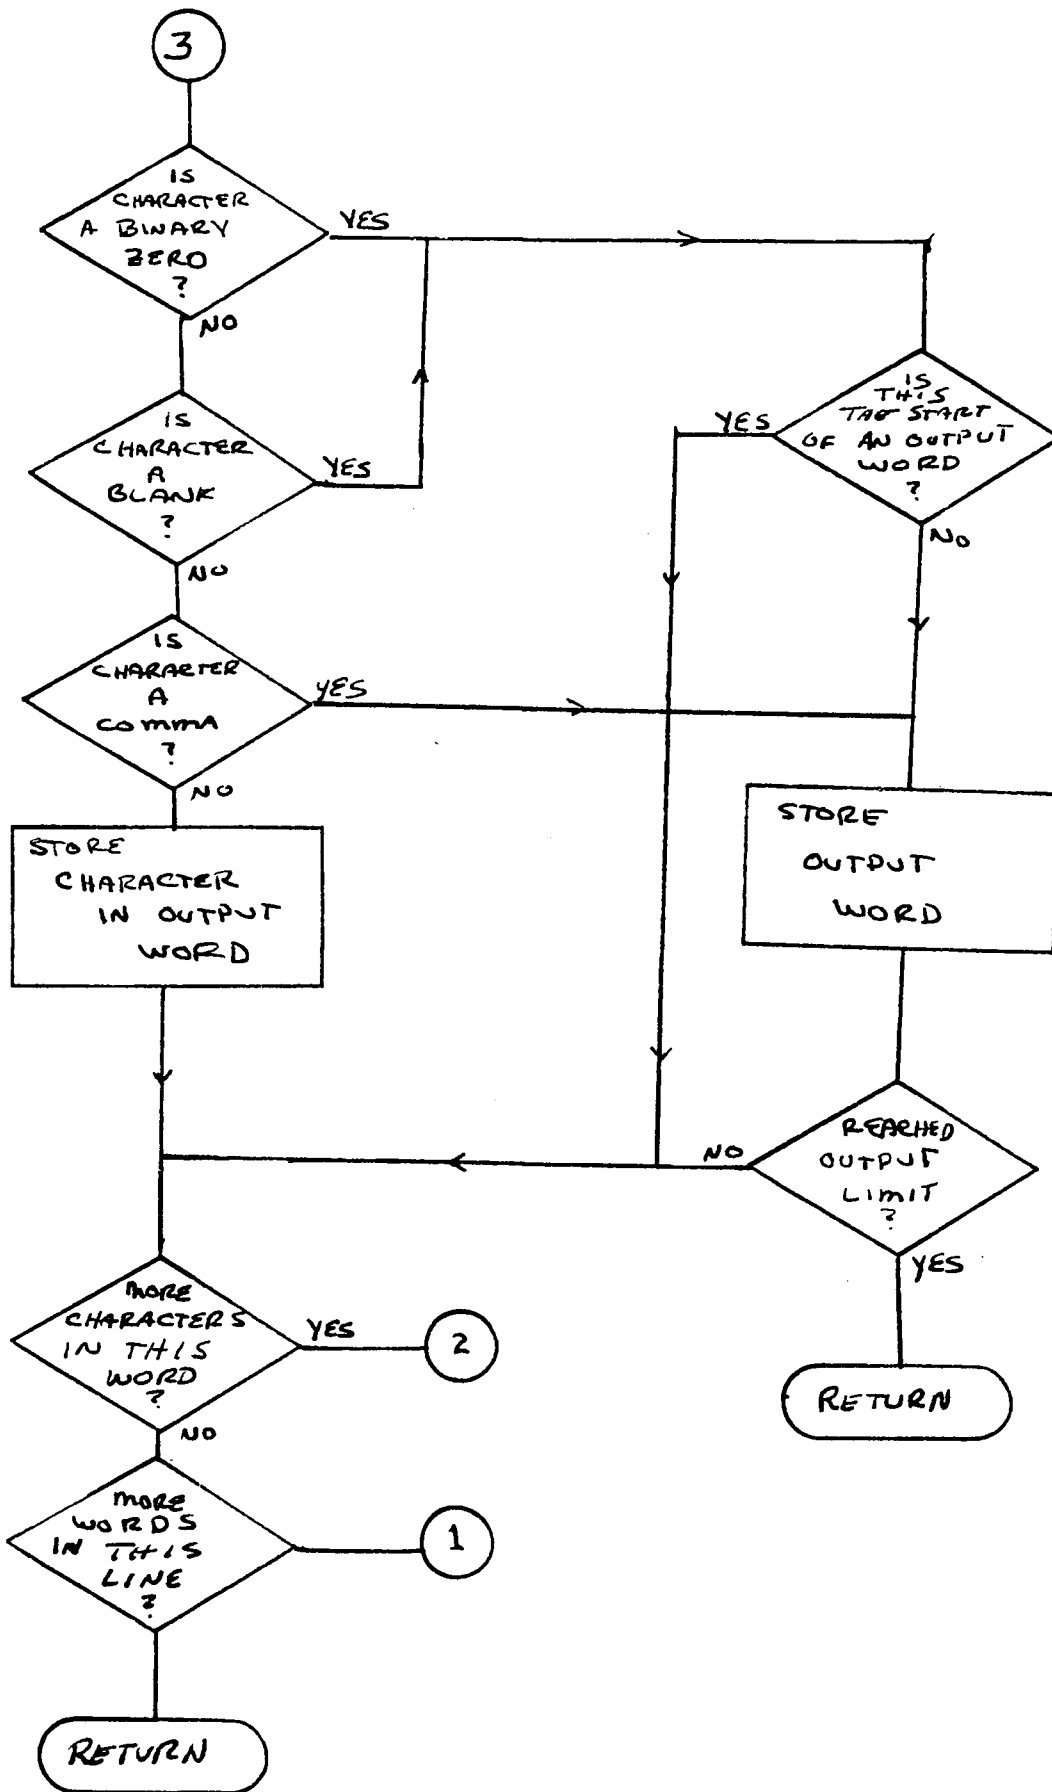 3
IS
CHARACTER
A BINARY
ZERO
?
YES
NO
IS
CHARACTER
A
BLANK
?
YES
NO
IS
THIS
THE START
OF AN OUTPUT
WORD
?
YES
NO
IS
CHARACTER
A
COMMA
?
YES
NO
STORE
CHARACTER
IN OUTPUT
WORD
STORE
OUTPUT
WORD
REACHED
OUTPUT
LIMIT
?
NO
YES
RETURN
MORE
CHARACTERS
IN THIS
WORD
?
YES
2
NO
MORE
WORDS
IN THIS
LINE
?
1
RETURN